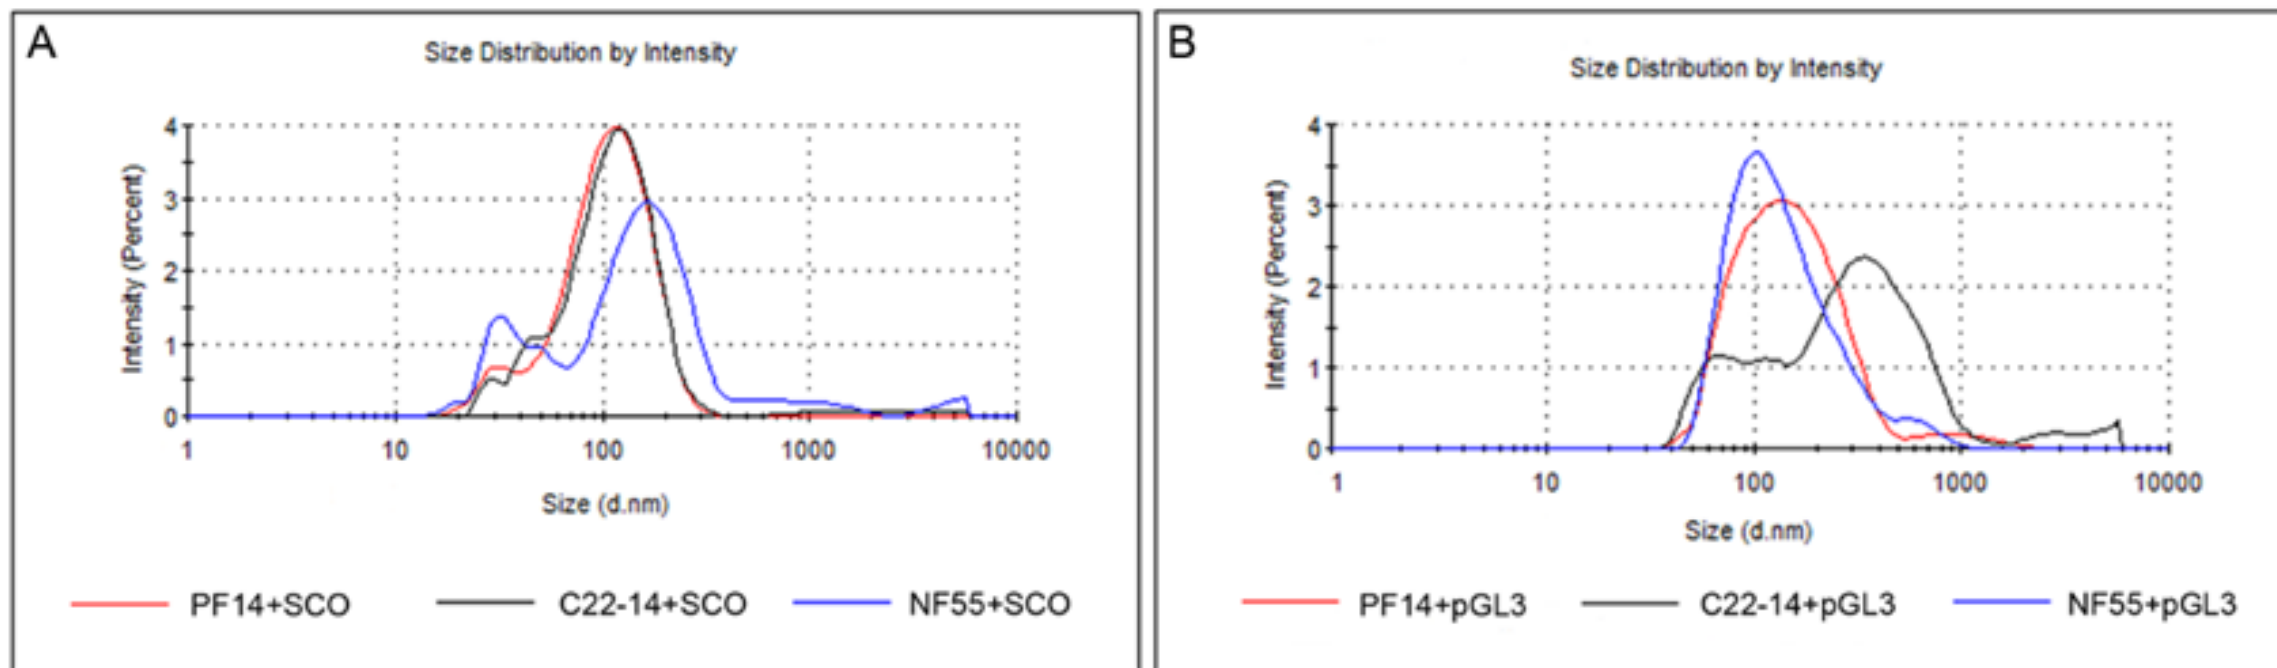 A
Size Distribution by Intensity
Intensity (Percent)
4
3
2
1
0
1 10 100 1000 10000
Size (d.nm)
PF14+SCO C22-14+SCO NF55+SCO
B
Size Distribution by Intensity
Intensity (Percent)
4
3
2
1
0
1 10 100 1000 10000
Size (d.nm)
PF14+pGL3 C22-14+pGL3 NF55+pGL3